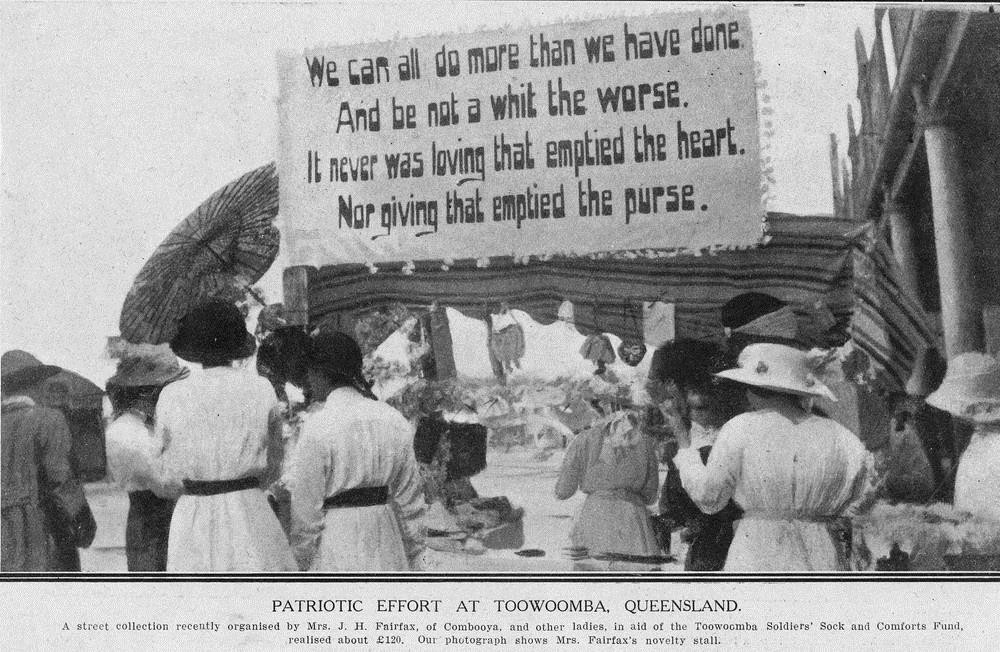 We can all do more than we have done
And be not a whit the worse.
It never was loving that emptied the heart.
Nor giving that emptied the purse.
PATRIOTIC EFFORT AT TOOWOOMBA, QUEENSLAND.
A street collection recently organised by Mrs. J. H. Fairfax, of Combooya, and other ladies, in aid of the Toowoomba Soldiers' Sock and Comforts Fund,
realised about £120. Our photograph shows Mrs. Fairfax's novelty stall.